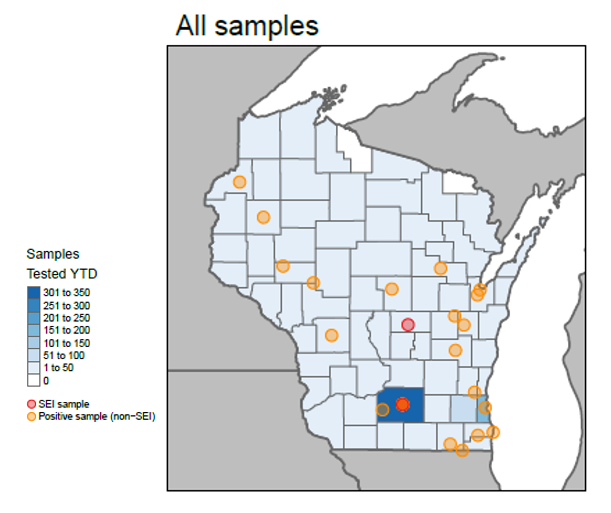 All samples
Samples
Tested YTD
301 to 350
251 to 300
201 to 250
151 to 200
101 to 150
51 to 100
1 to 50
0
SEI sample
Positive sample (non-SEI)